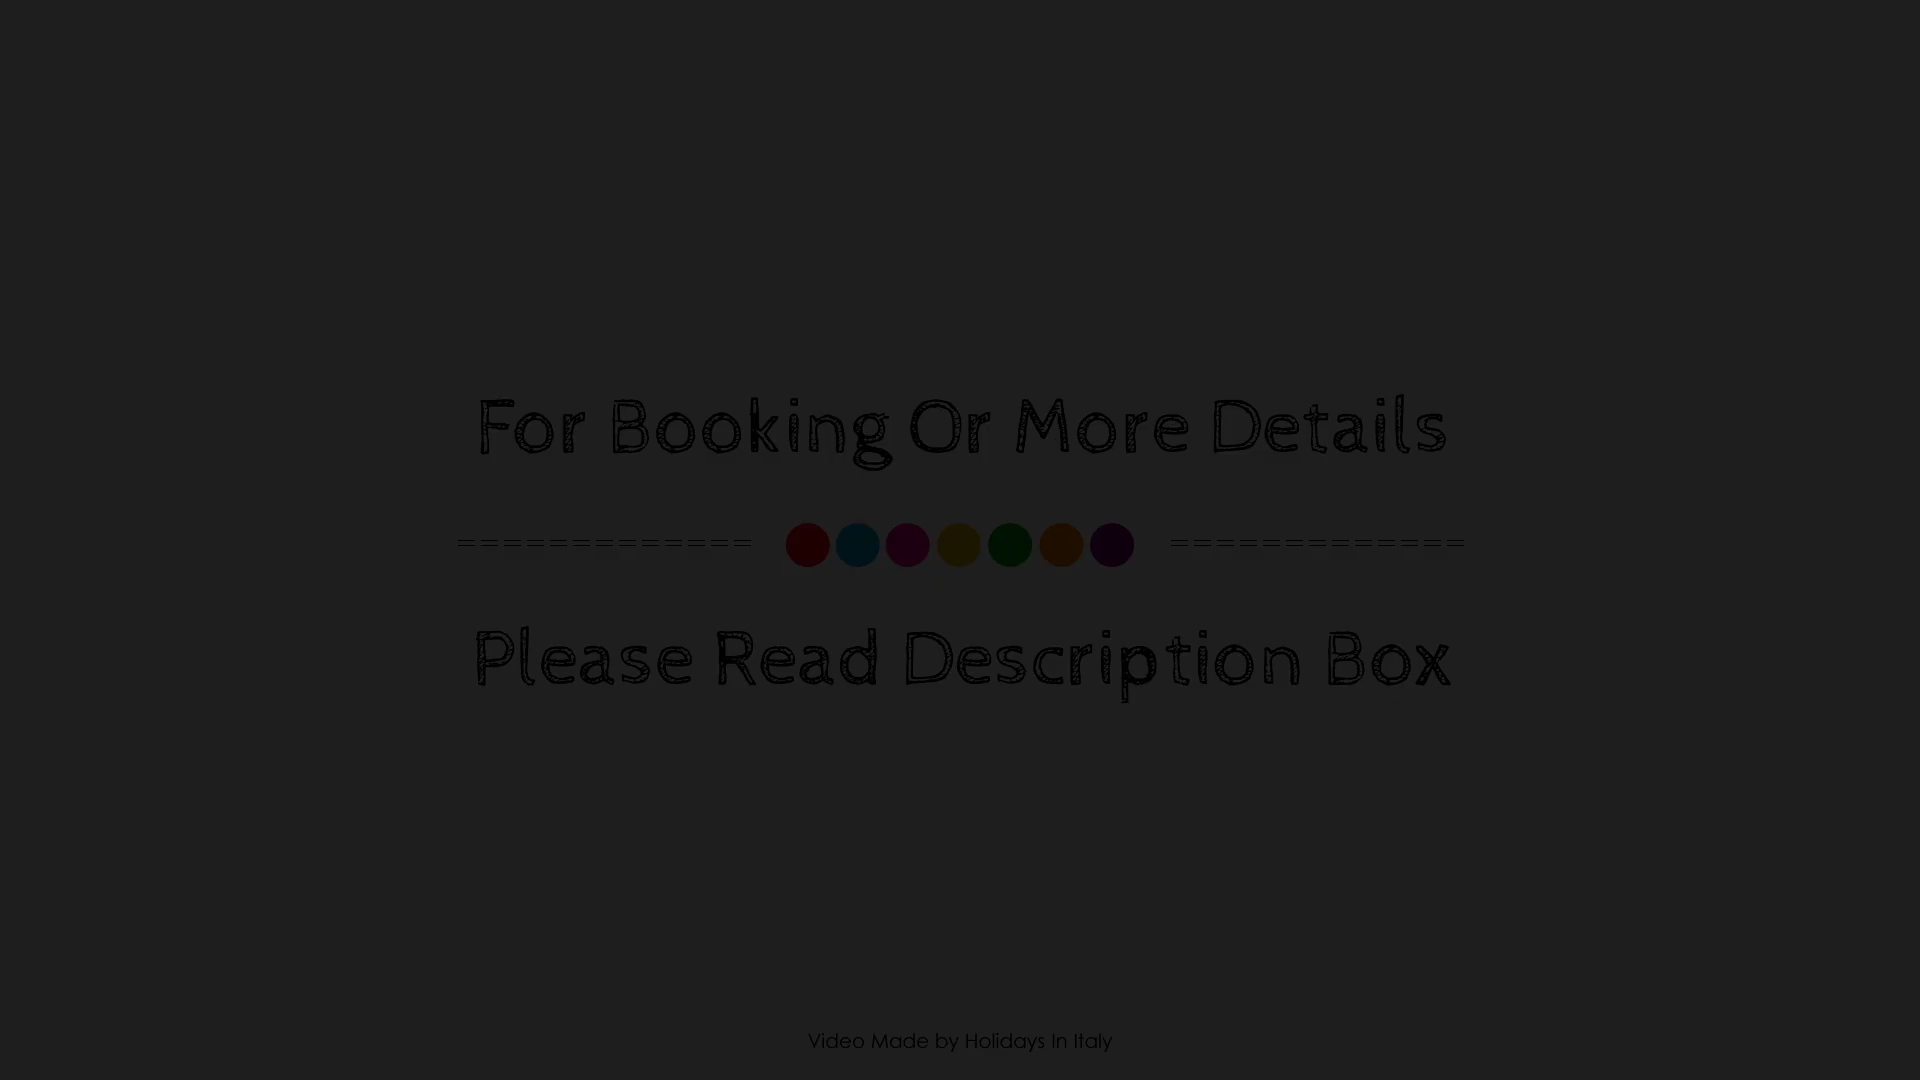 For Booking Or More Details
============= =============
Please Read Description Box
Video Made by Holidays In Italy